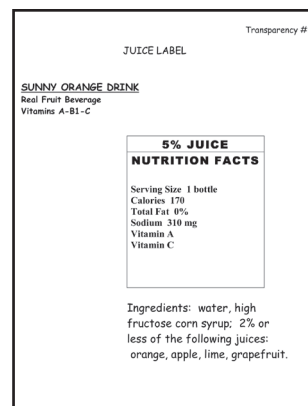 Transparency #
JUICE LABEL
SUNNY ORANGE DRINK
Real Fruit Beverage
Vitamins A-B1-C
5% JUICE
NUTRITION FACTS
Serving Size 1 bottle
Calories 170
Total Fat 0%
Sodium 310 mg
Vitamin A
Vitamin C
Ingredients: water, high
fructose corn syrup; 2% or
less of the following juices:
orange, apple, lime, grapefruit.